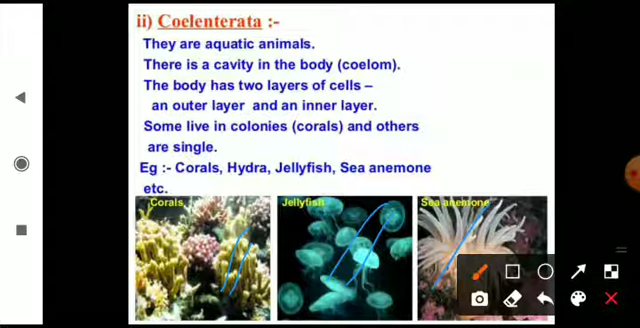 ii) Coelenterata :-
They are aquatic animals.
There is a cavity in the body (coelom).
The body has two layers of cells –
an outer layer and an inner layer.
Some live in colonies (corals) and others
are single.
Eg :- Corals, Hydra, Jellyfish, Sea anemone
etc.
Corals
Jellyfish
Sea anemone